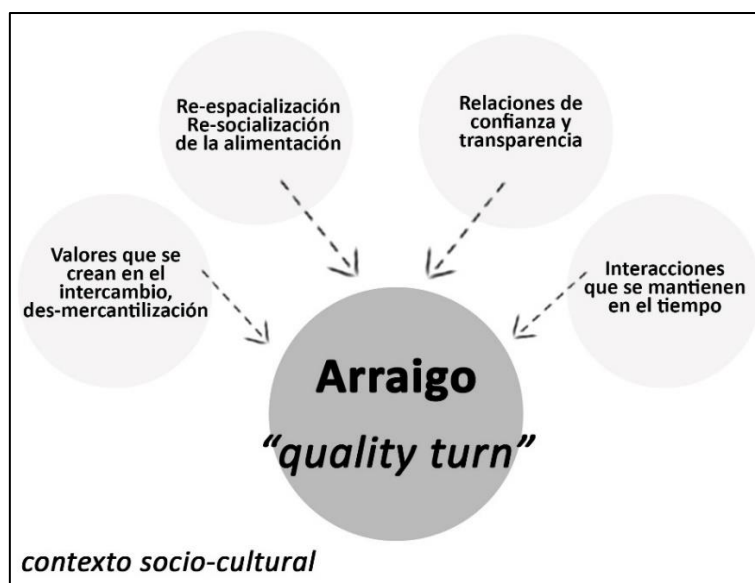 Re-espacialización
Re-socialización
de la alimentación
Relaciones de
confianza y
transparencia
Valores que se
crean en el
intercambio,
des-mercantilización
Interacciones
que se mantienen
en el tiempo
Arraigo
“quality turn”
contexto socio-cultural